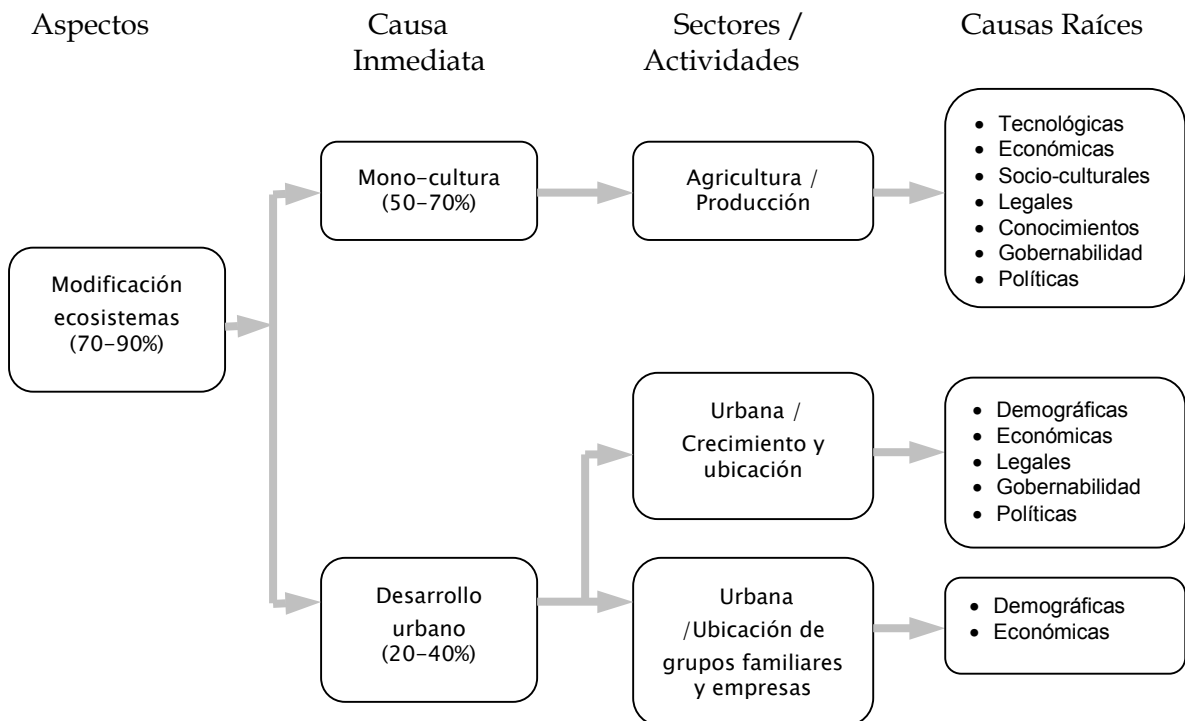 Aspectos
Causa
Inmediata
Sectores /
Actividades
Causas Raíces
Modificación
ecosistemas
(70-90%)
Mono-cultura
(50-70%)
Agricultura /
Producción
• Tecnológicas
• Económicas
• Socio-culturales
• Legales
• Conocimientos
• Gobernabilidad
• Políticas
Desarrollo
urbano
(20-40%)
Urbana /
Crecimiento y
ubicación
• Demográficas
• Económicas
• Legales
• Gobernabilidad
• Políticas
Urbana
/Ubicación de
grupos familiares
y empresas
• Demográficas
• Económicas